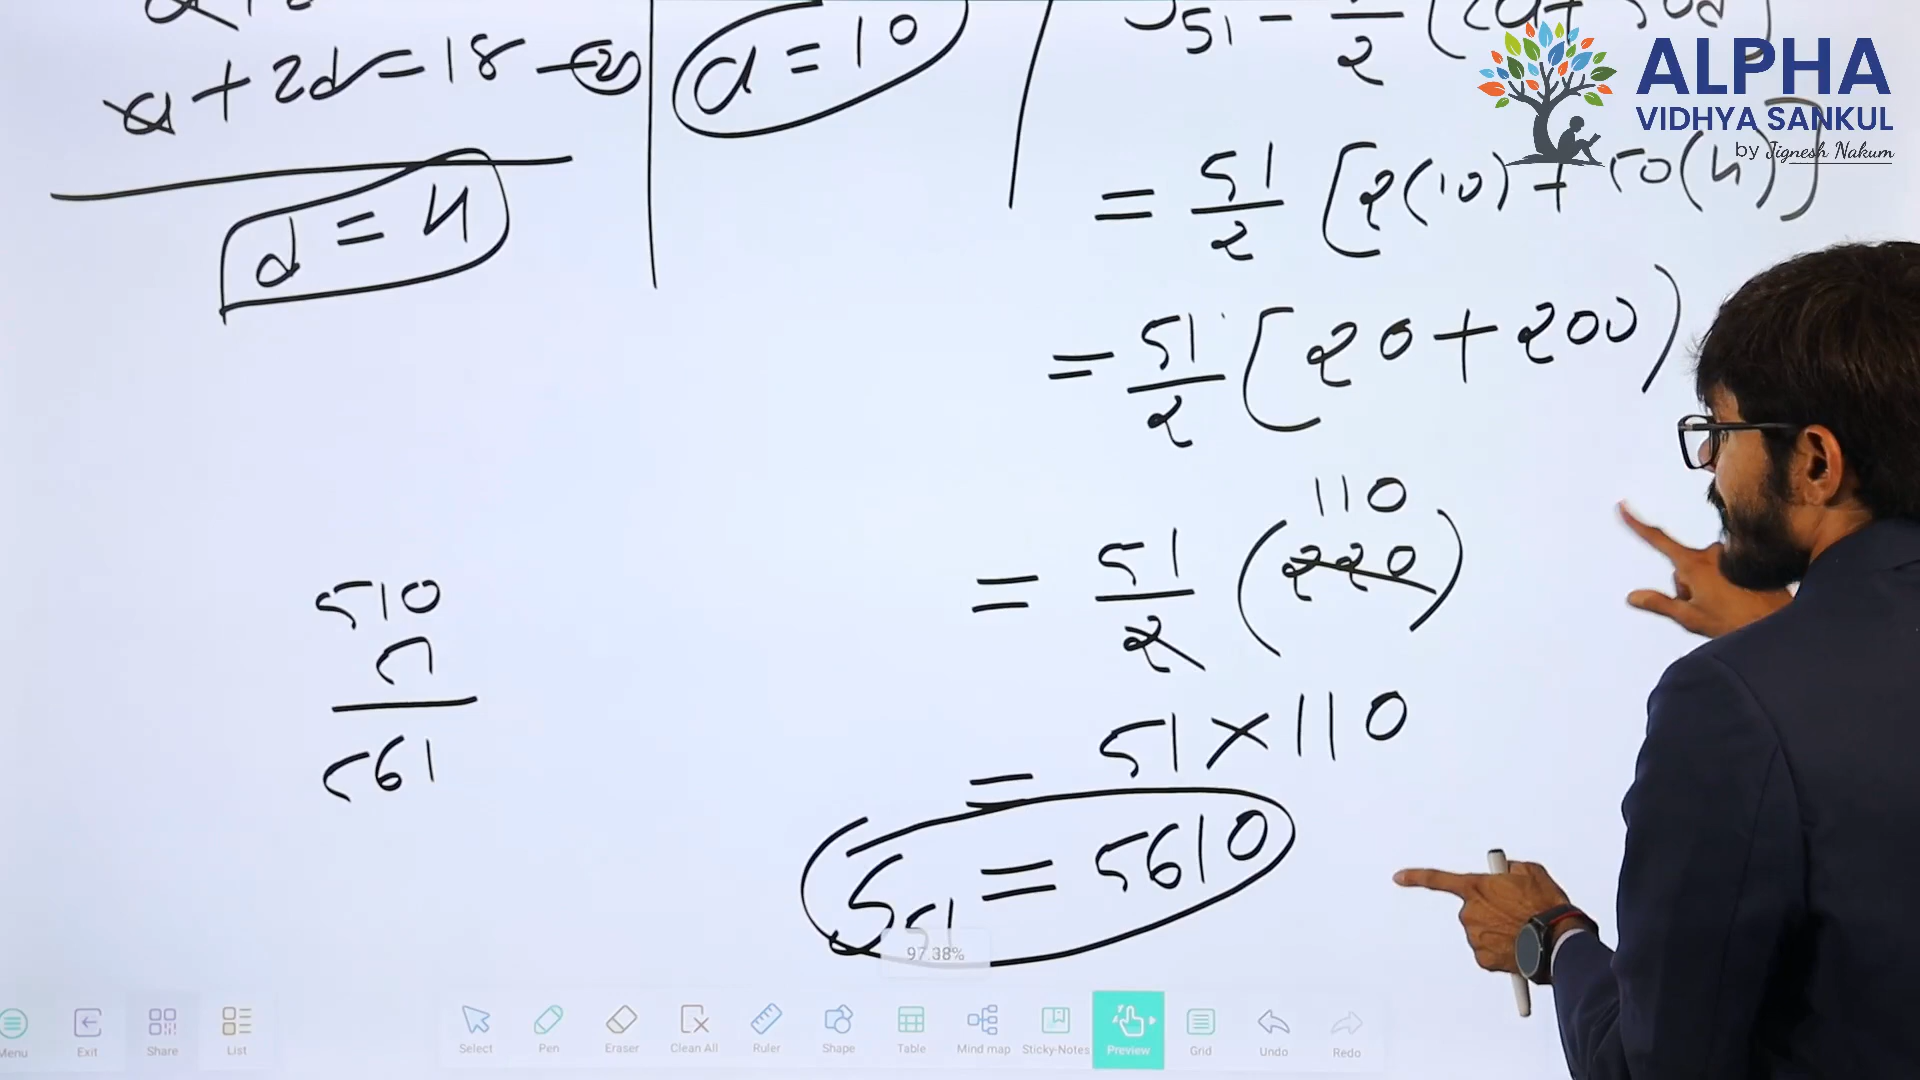 a + 2d = 18 — ②
d = 4
a = 10
S51 = /2 (2a + 50d)
= 51/2 [2(10) + 50(4)]
= 51/2 [20 + 200)
110
= 51/2 (220)
= 51 × 110
S51 = 5610
510
51
561
ALPHA
VIDHYA SANKUL
by Jignesh Nakum
97.38%
Menu Exit Share List Select Pen Eraser Clean All Ruler Shape Table Mind map Sticky-Notes Preview Grid Undo Redo